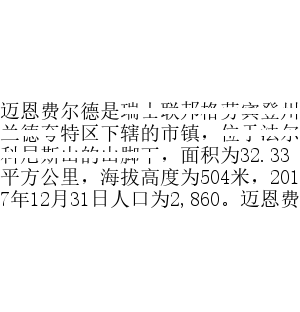 迈恩费尔德是瑞士联邦格劳宾登州
兰德夸特区下辖的市镇，位于法尔
科尼斯山的山脚下，面积为32.33
平方公里，海拔高度为504米，201
7年12月31日人口为2,860。迈恩费